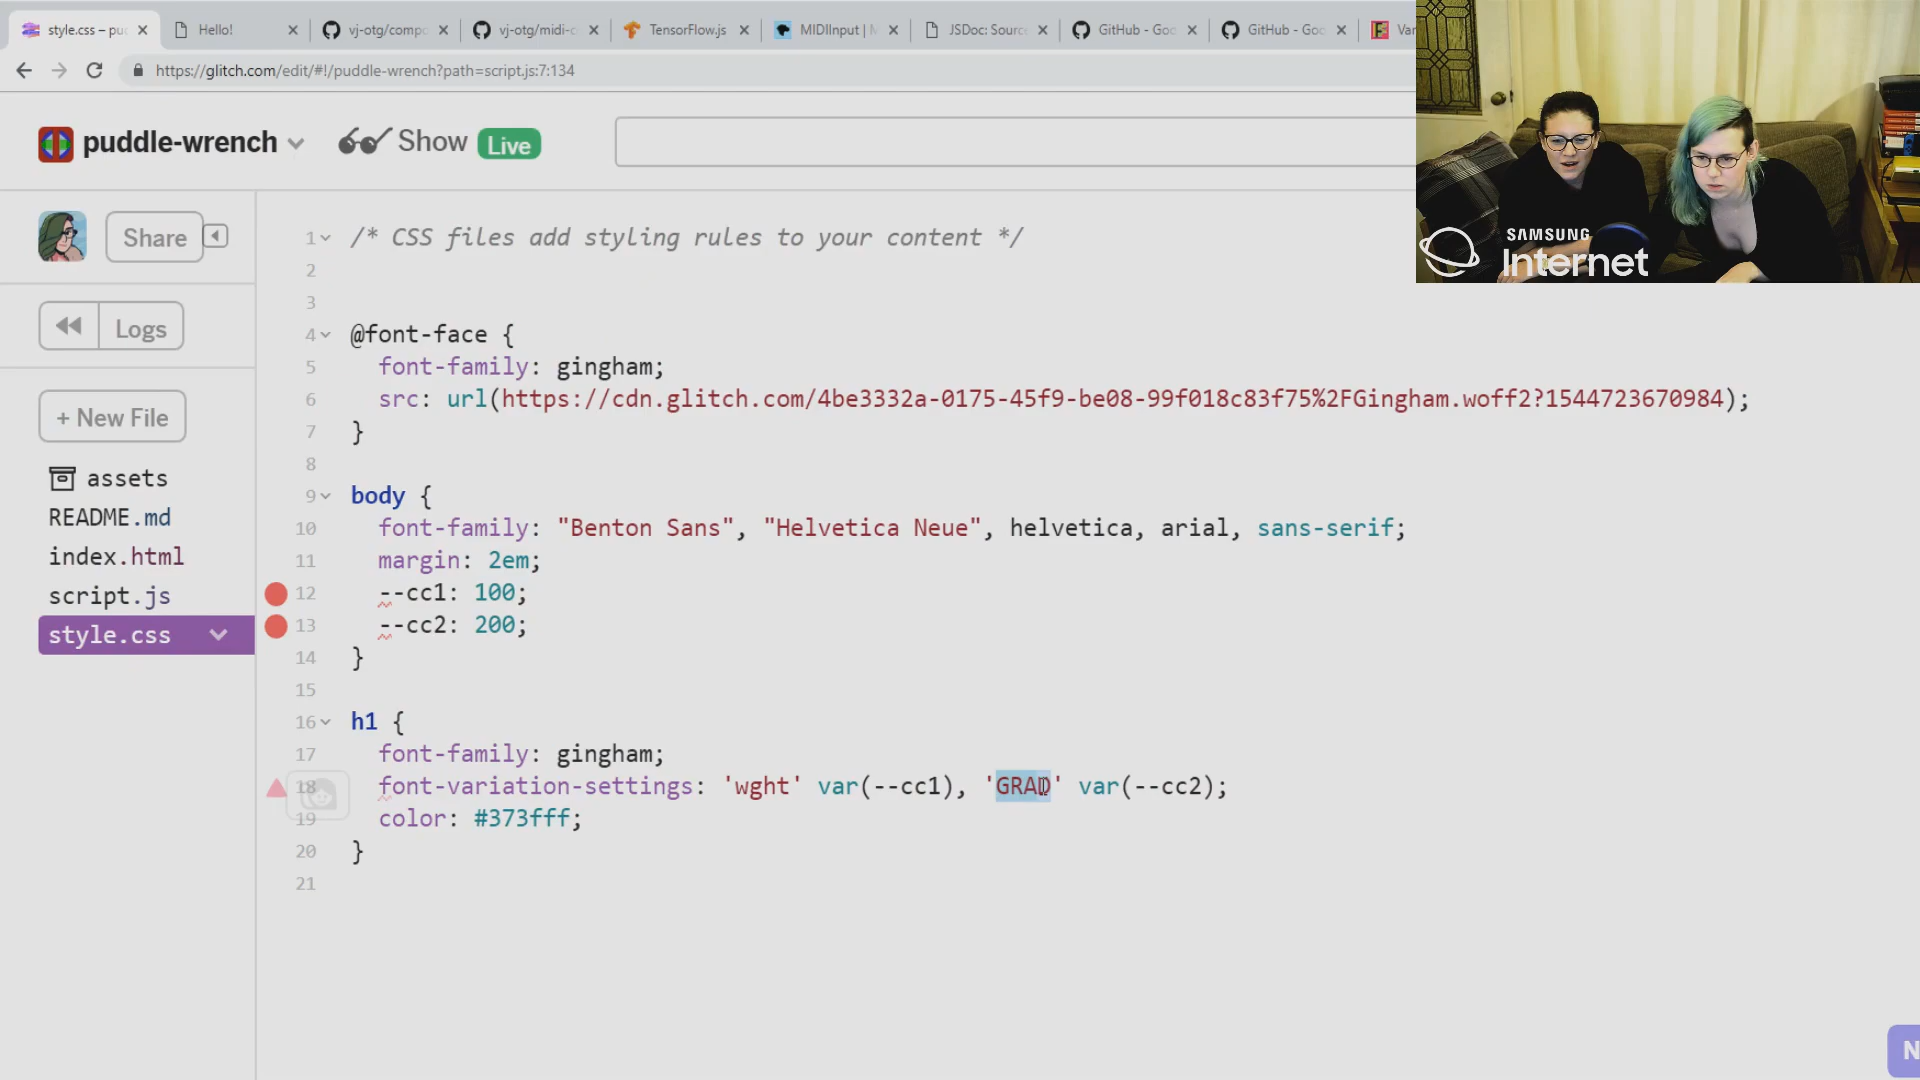 style.css – pu
Hello!
vj-otg/compo
vj-otg/midi-c
TensorFlow.js
MIDIInput | M
JSDoc: Sourc
GitHub - Goo
GitHub - Goo
Var
https://glitch.com/edit/#!/puddle-wrench?path=script.js:7:134
puddle-wrench
Show
Live
SAMSUNG
Internet
Share
Logs
+ New File
assets
README.md
index.html
script.js
style.css
1 /* CSS files add styling rules to your content */
2
3
4 @font-face {
5 font-family: gingham;
6 src: url(https://cdn.glitch.com/4be3332a-0175-45f9-be08-99f018c83f75%2FGingham.woff2?1544723670984);
7 }
8
9 body {
10 font-family: "Benton Sans", "Helvetica Neue", helvetica, arial, sans-serif;
11 margin: 2em;
12 --cc1: 100;
13 --cc2: 200;
14 }
15
16 h1 {
17 font-family: gingham;
18 font-variation-settings: 'wght' var(--cc1), 'GRAD' var(--cc2);
19 color: #373fff;
20 }
21
N